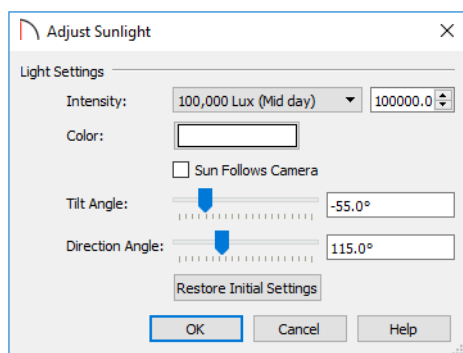 Adjust Sunlight
Light Settings
Intensity: 100,000 Lux (Mid day) 100000.0
Color:
Sun Follows Camera
Tilt Angle: -55.0°
Direction Angle: 115.0°
Restore Initial Settings
OK Cancel Help